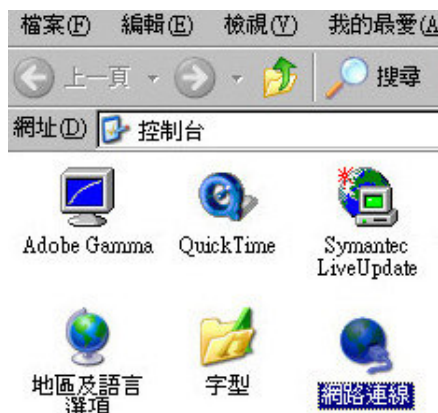 檔案(F) 編輯(E) 檢視(V) 我的最愛(A
上一頁 搜尋
網址(D) 控制台
Adobe Gamma QuickTime Symantec LiveUpdate
地區及語言選項 字型 網路連線